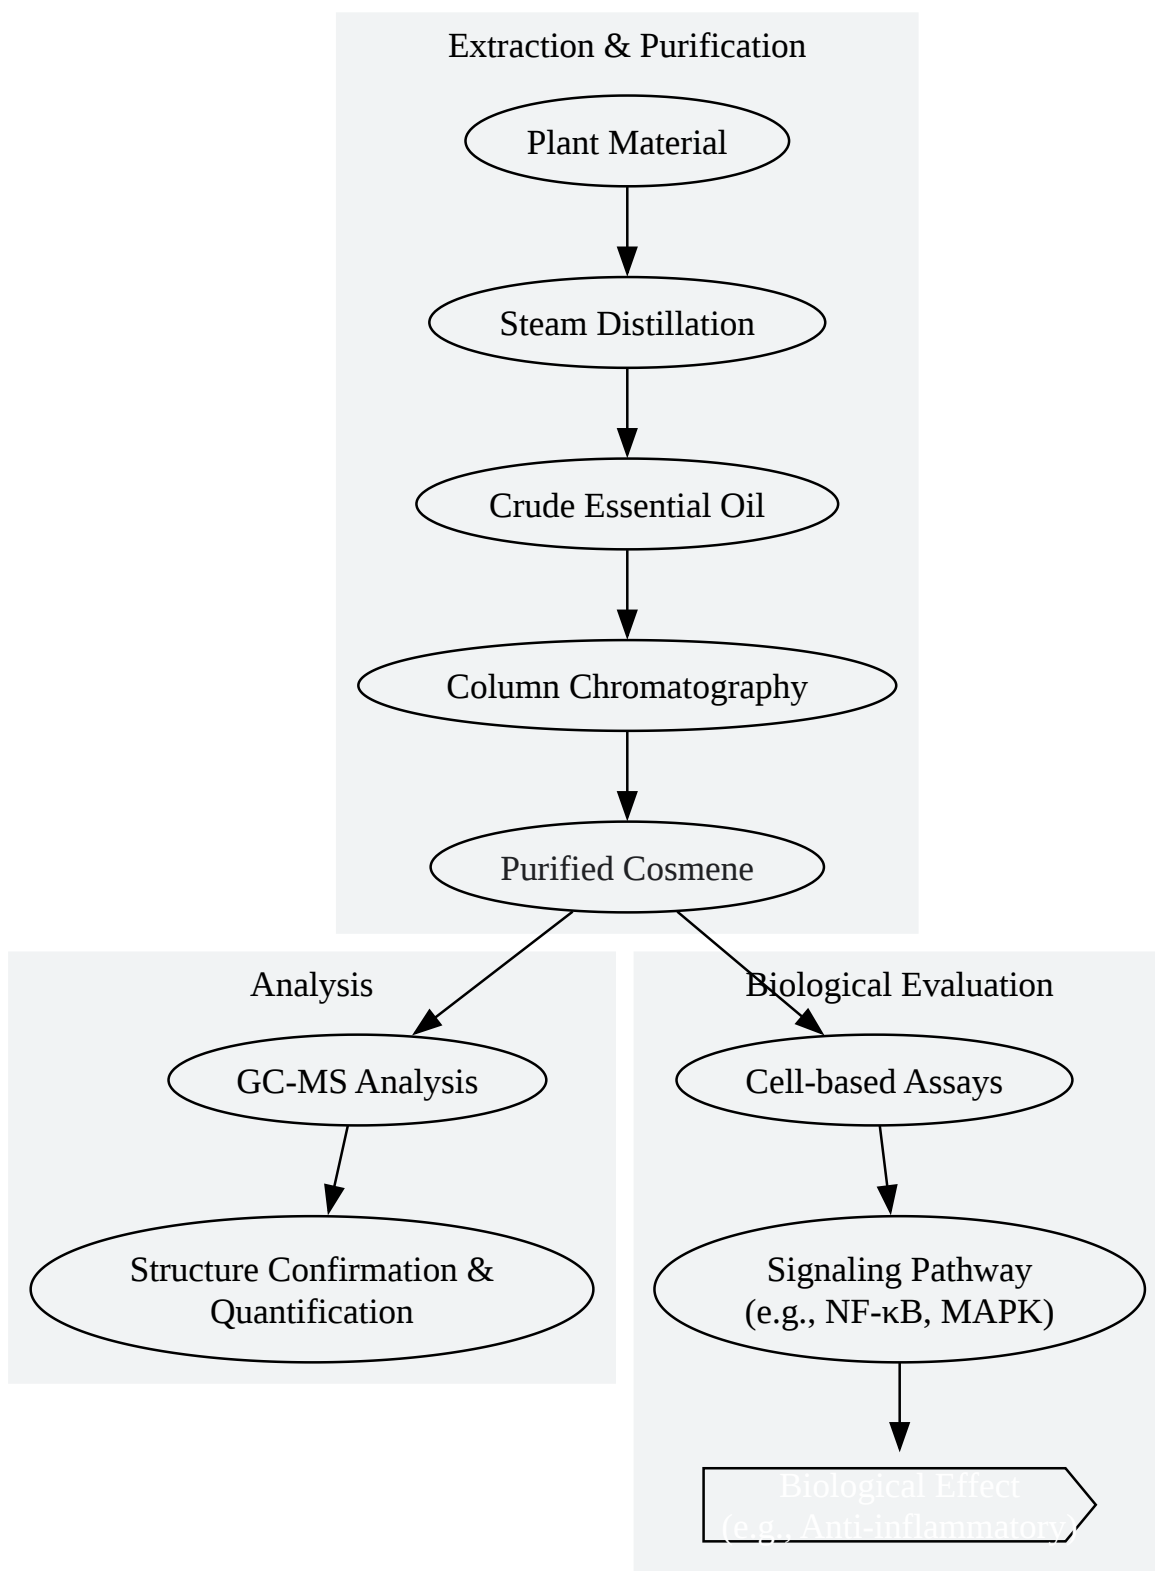 Extraction & Purification
Plant Material
Steam Distillation
Crude Essential Oil
Column Chromatography
Purified Cosmene
Analysis
GC-MS Analysis
Structure Confirmation &
Quantification
Biological Evaluation
Cell-based Assays
Signaling Pathway
(e.g., NF-κB, MAPK)
Biological Effect
(e.g., Anti-inflammatory)